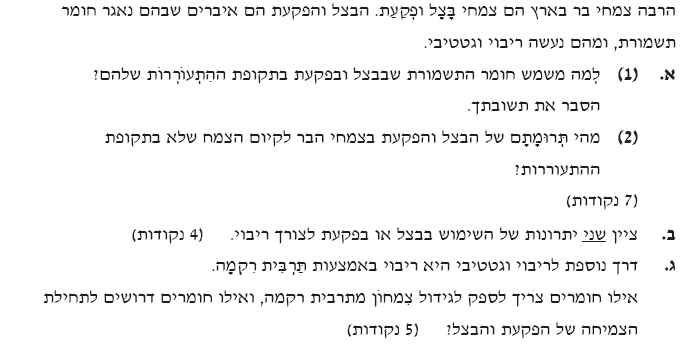 הרבה צמחי בר בארץ הם צמחי בָּצָל ופְקַעַת. הבצל והפקעת הם איברים שבהם נאגר חומר
תשמורת, ומהם נעשה ריבוי וגטטיבי.
א. (1) לְמה משמש חומר התשמורת שבבצל ובפקעת בתקופת ההִתְעוֹרְרוֹת שלהם?
הסבר את תשובתך.
(2) מהי תְּרוּמָתָם של הבצל והפקעת בצמחי הבר לקיום הצמח שלא בתקופת
ההתעוררות?
(7 נקודות)
ב. ציין שני יתרונות של השימוש בבצל או בפקעת לצורך ריבוי. (4 נקודות)
ג. דרך נוספת לריבוי וגטטיבי היא ריבוי באמצעות תַּרְבִּית רִקְמָה.
אילו חומרים צריך לספק לגידול צִמחוֹן מתרבית רקמה, ואילו חומרים דרושים לתחילת
הצמיחה של הפקעת והבצל? (5 נקודות)